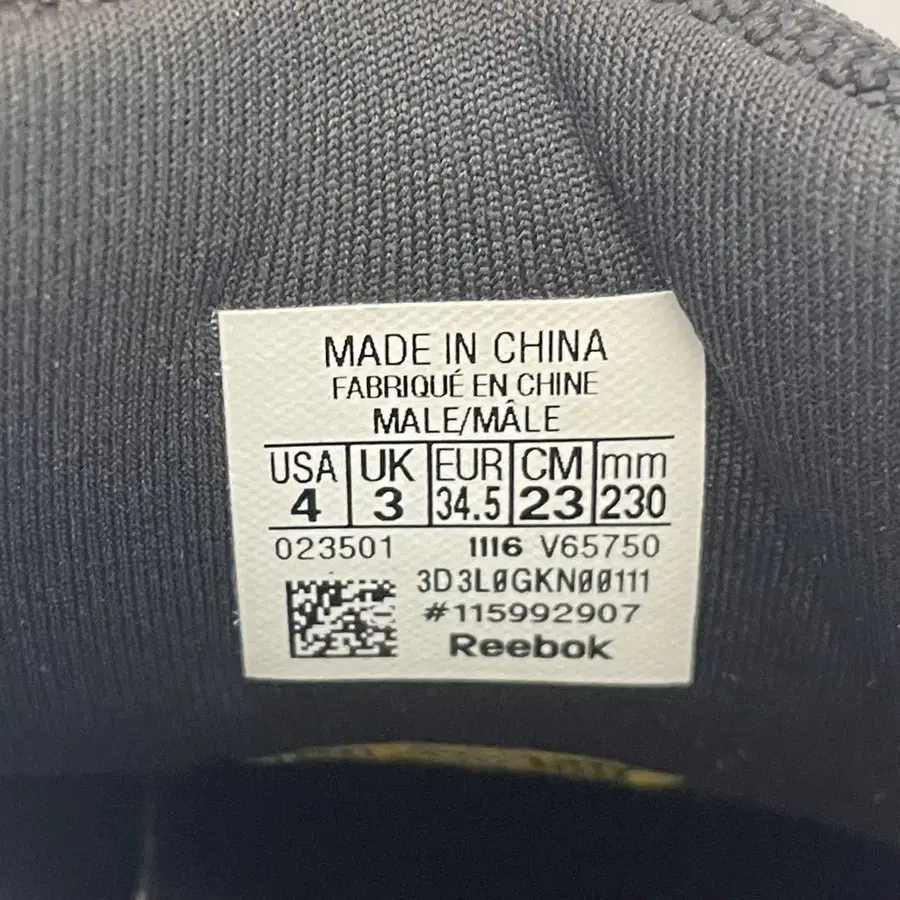 MADE IN CHINA
FABRIQUÉ EN CHINE
MALE/MÂLE
USA UK EUR CM mm
4 3 34.5 23 230
023501 1116 V65750
3D3L0GKN00111
#115992907
Reebok